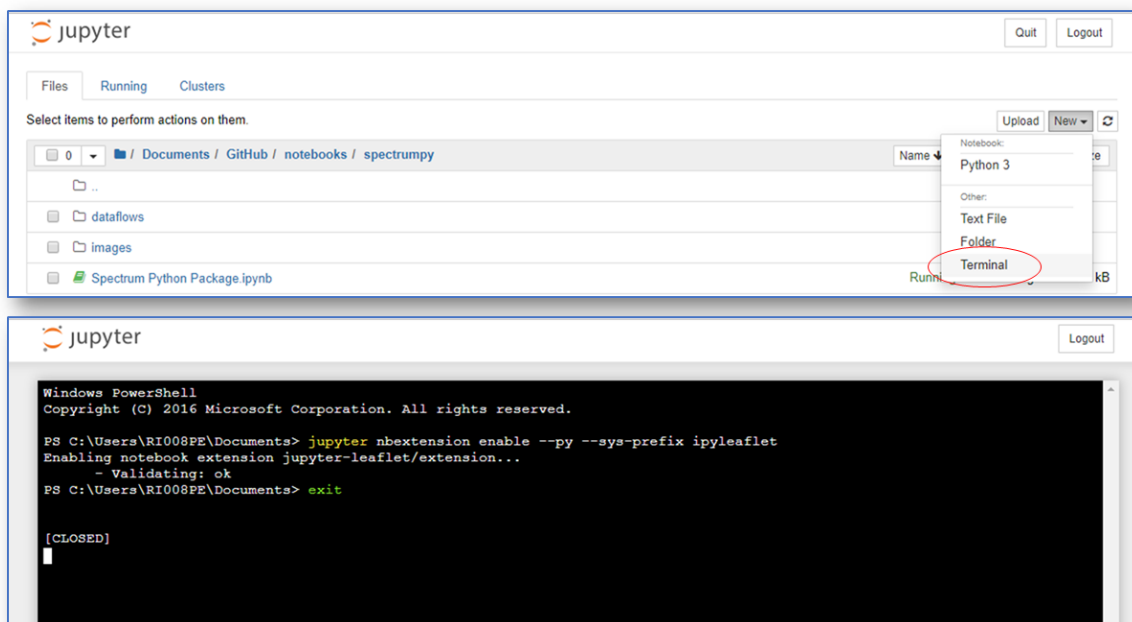 jupyter
Quit Logout
Files Running Clusters
Select items to perform actions on them.
Upload New
0 / Documents / GitHub / notebooks / spectrumpy Name
Notebook:
Python 3
..
Other:
dataflows Text File
Folder
images
Terminal
Spectrum Python Package.ipynb kB
jupyter
Logout
Windows PowerShell
Copyright (C) 2016 Microsoft Corporation. All rights reserved.
PS C:\Users\RI008PE\Documents> jupyter nbextension enable --py --sys-prefix ipyleaflet
Enabling notebook extension jupyter-leaflet/extension...
- Validating: ok
PS C:\Users\RI008PE\Documents> exit
[CLOSED]